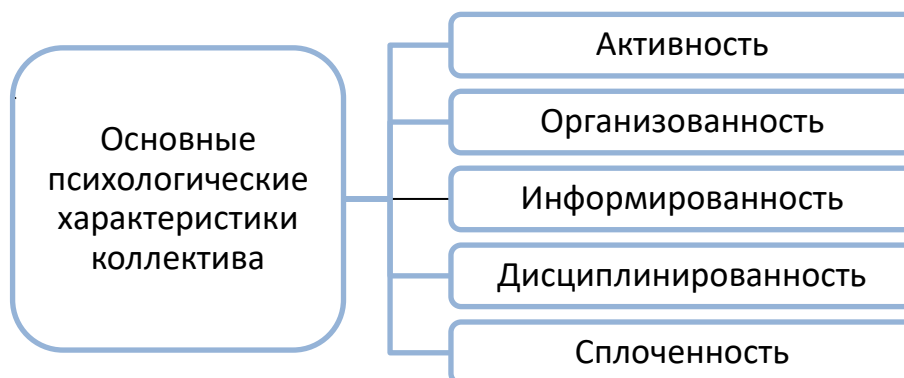 Основные
психологические
характеристики
коллектива
Активность
Организованность
Информированность
Дисциплинированность
Сплоченность